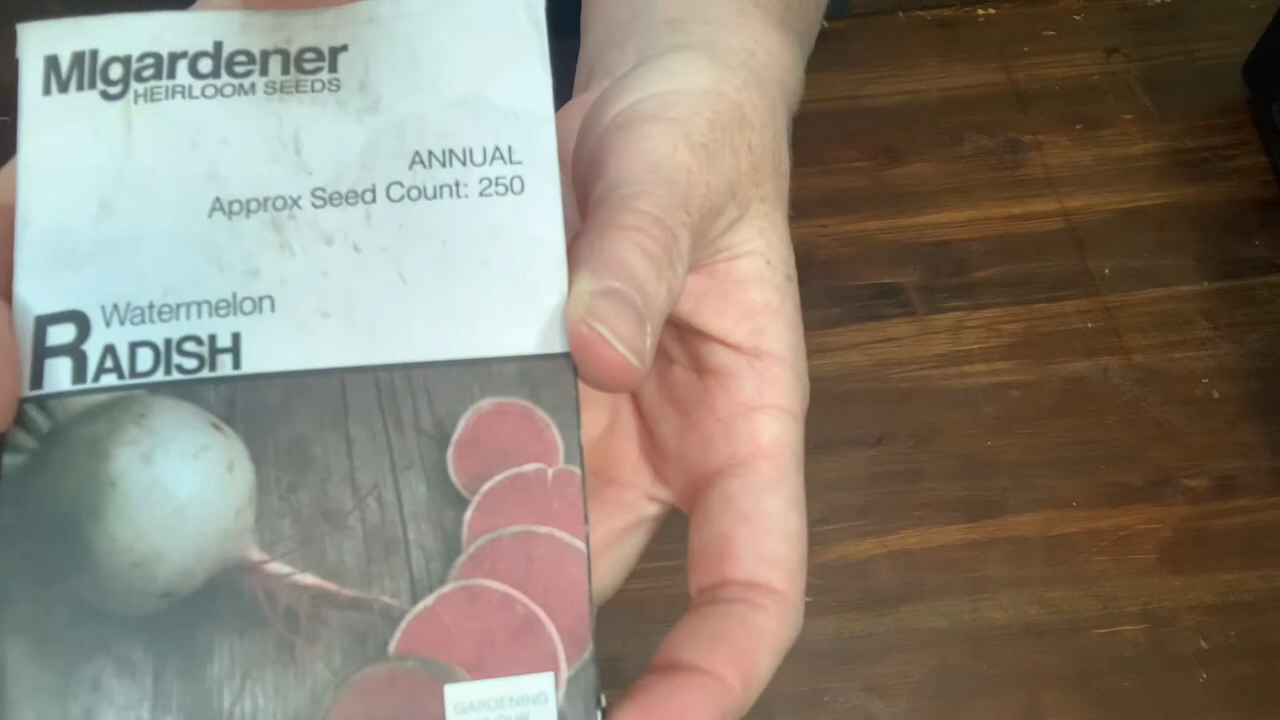 MIgardener
HEIRLOOM SEEDS
ANNUAL
Approx Seed Count: 250
Watermelon
RADISH
GARDENING